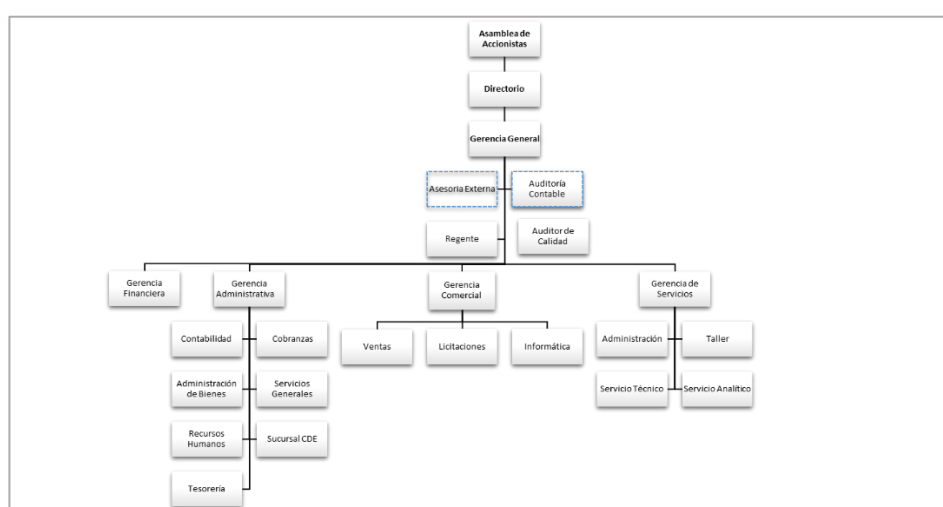 Asamblea de
Accionistas
Directorio
Gerencia General
Asesoria Externa
Auditoría
Contable
Regente
Auditor de
Calidad
Gerencia
Financiera
Gerencia
Administrativa
Gerencia
Comercial
Gerencia de
Servicios
Contabilidad
Cobranzas
Ventas
Licitaciones
Informática
Administración
Taller
Administración
de Bienes
Servicios
Generales
Servicio Técnico
Servicio Analítico
Recursos
Humanos
Sucursal CDE
Tesorería